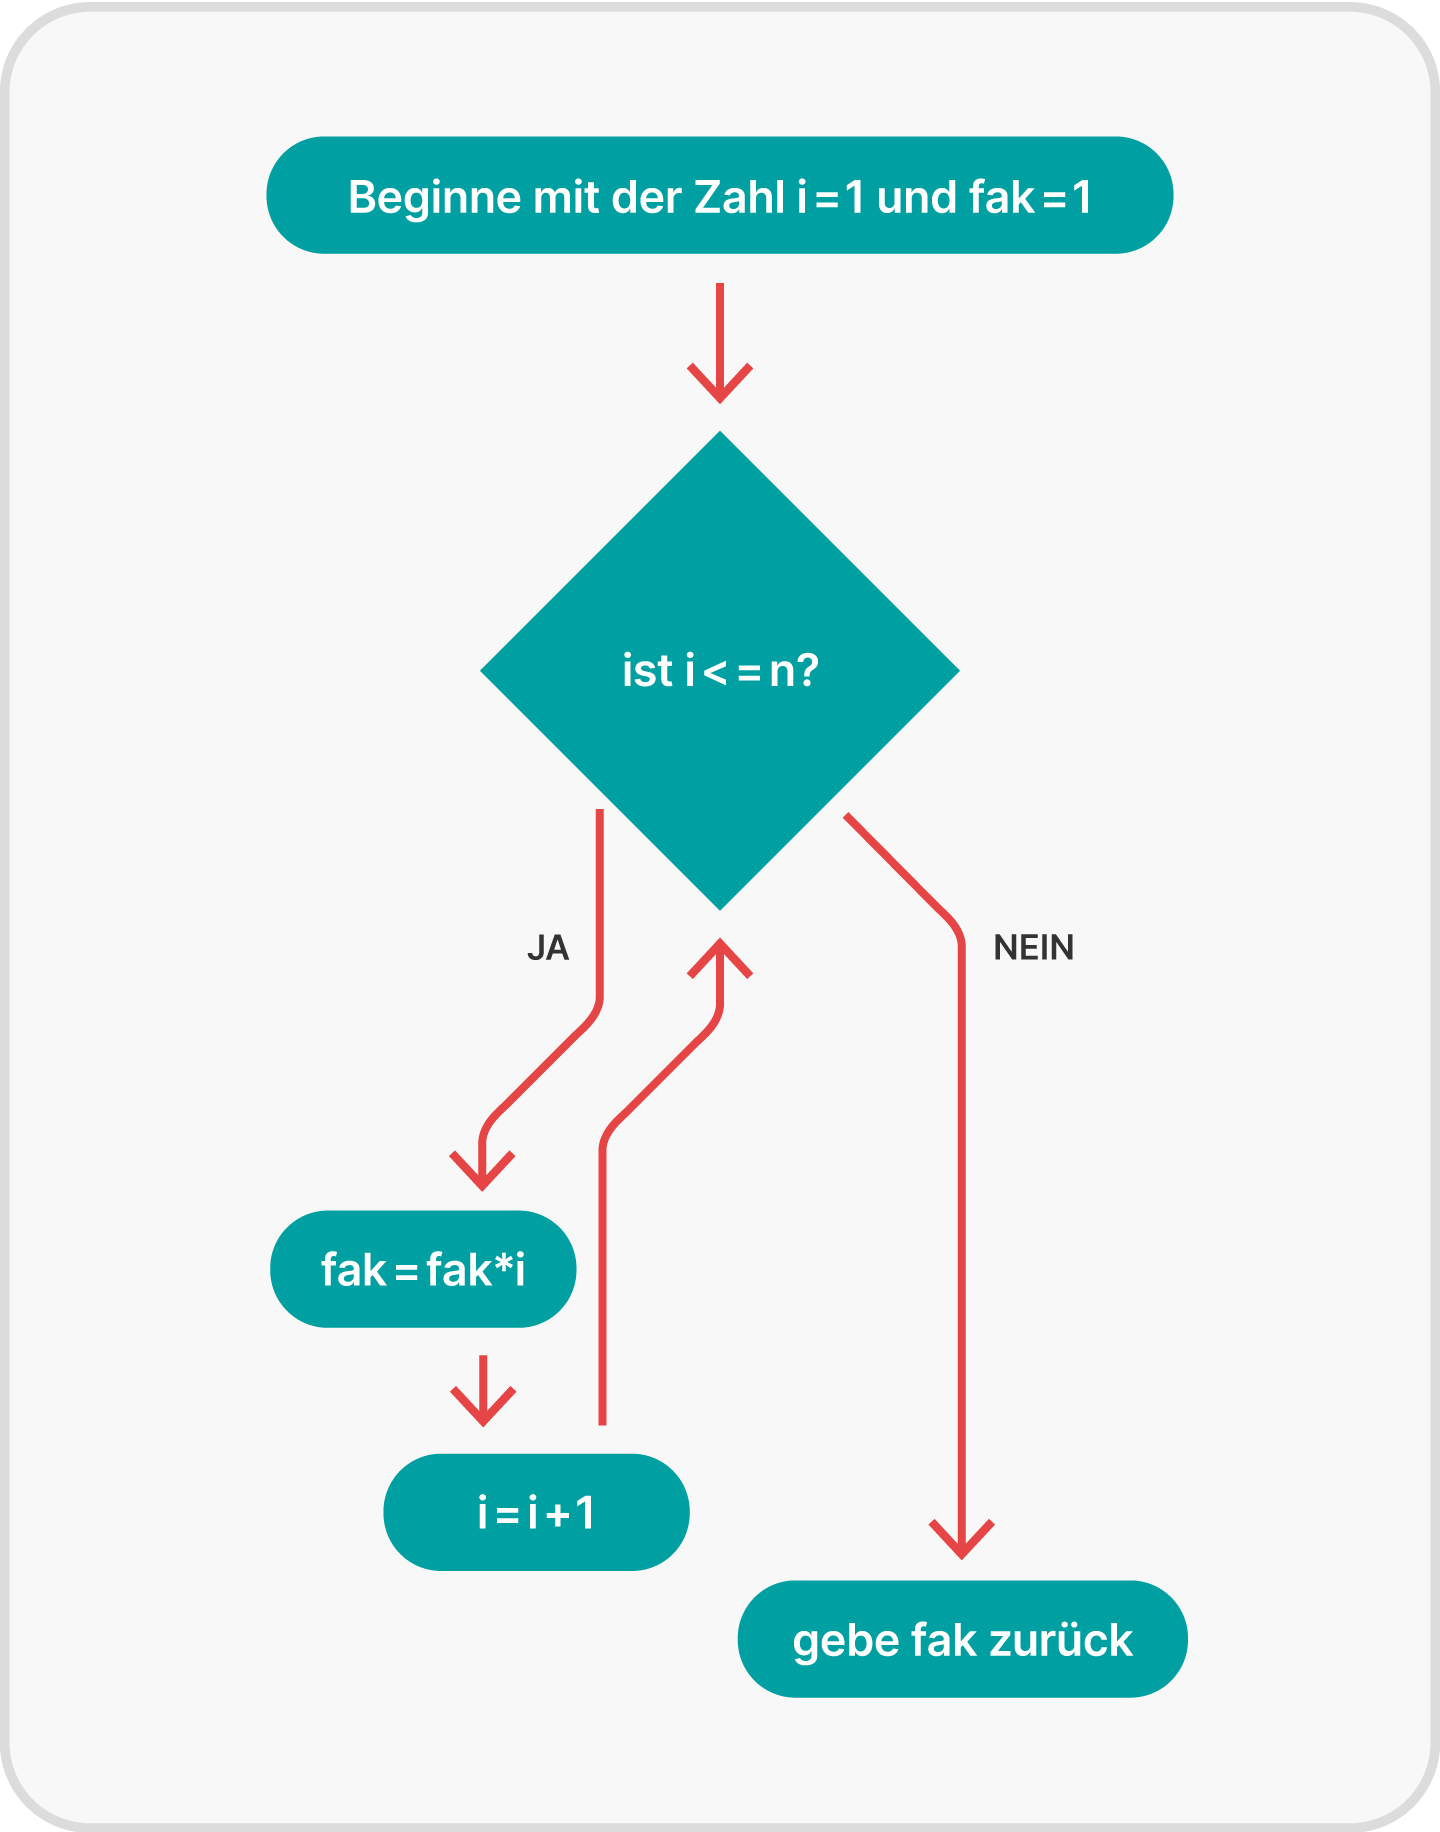 Beginne mit der Zahl i=1 und fak=1
ist i<=n?
JA
NEIN
fak=fak*i
i=i+1
gebe fak zurück